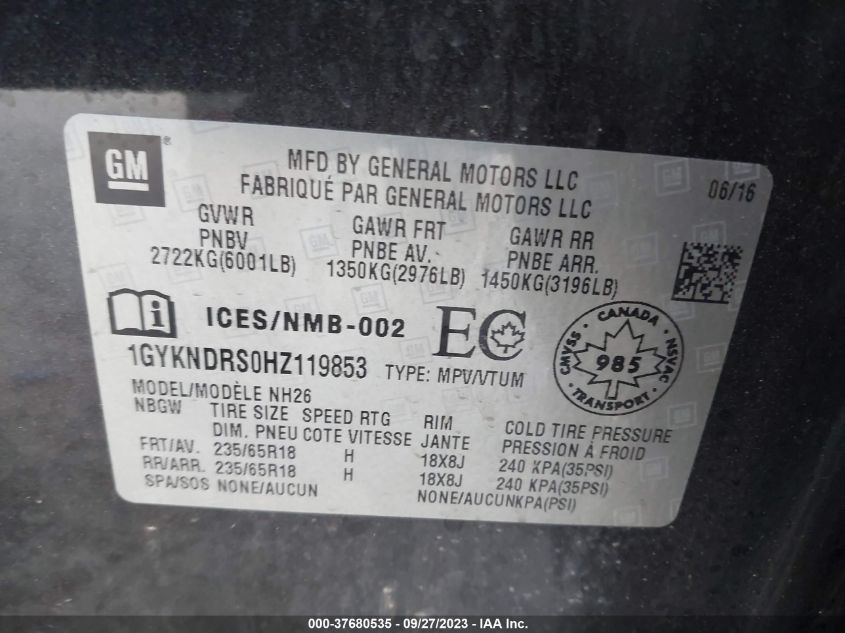 GM ®
MFD BY GENERAL MOTORS LLC
FABRIQUÉ PAR GENERAL MOTORS LLC
06/16
GVWR GAWR FRT GAWR RR
PNBV PNBE AV. PNBE ARR.
2722KG(6001LB) 1350KG(2976LB) 1450KG(3196LB)
ICES/NMB-002 EC
CANADA
CMVSS 985 NSVAC
TRANSPORT
1GYKNDRS0HZ119853 TYPE: MPV/VTUM
MODEL/MODÈLE NH26
NBGW TIRE SIZE SPEED RTG RIM COLD TIRE PRESSURE
DIM. PNEU COTE VITESSE JANTE PRESSION À FROID
FRT/AV. 235/65R18 H 18X8J 240 KPA(35PSI)
RR/ARR. 235/65R18 H 18X8J 240 KPA(35PSI)
SPA/SOS NONE/AUCUN NONE/AUCUNKPA(PSI)
000-37680535 - 09/27/2023 - IAA Inc.